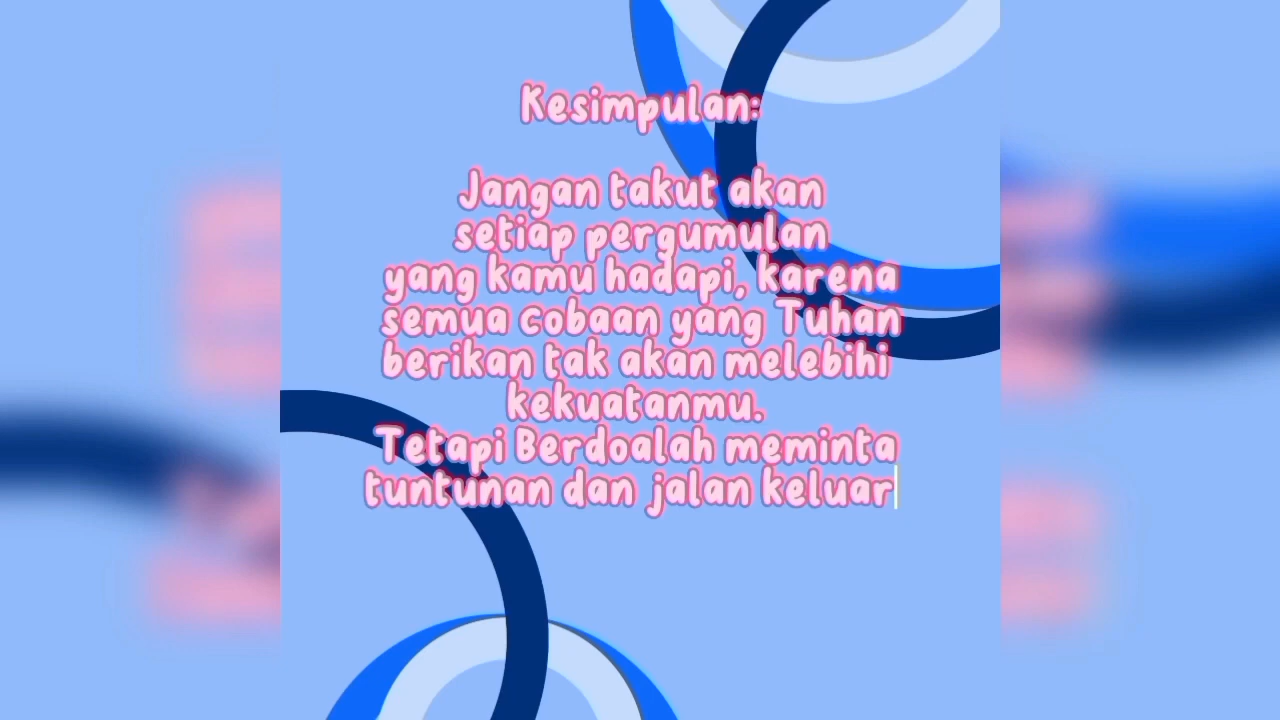 Kesimpulan:
Jangan takut akan
setiap pergumulan
yang kamu hadapi, karena
semua cobaan yang Tuhan
berikan tak akan melebihi
kekuatanmu.
Tetapi Berdoalah meminta
tuntunan dan jalan keluar